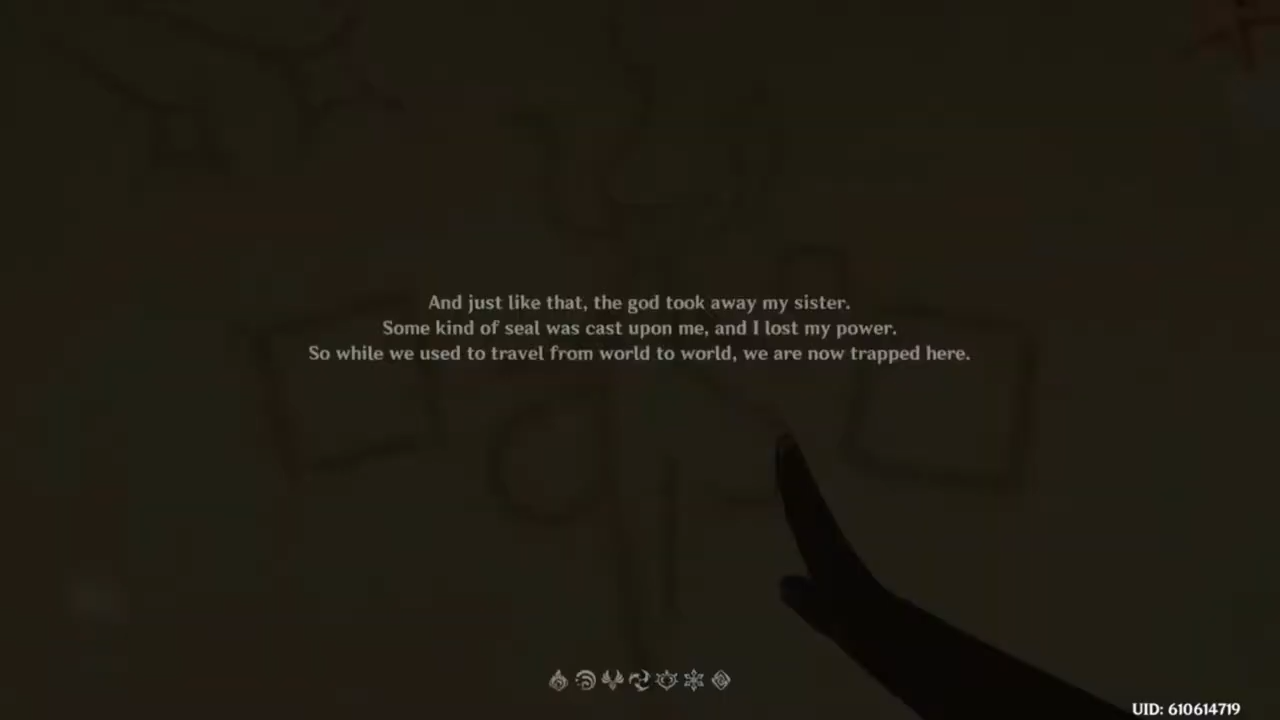 And just like that, the god took away my sister.
Some kind of seal was cast upon me, and I lost my power.
So while we used to travel from world to world, we are now trapped here.
UID: 610614719